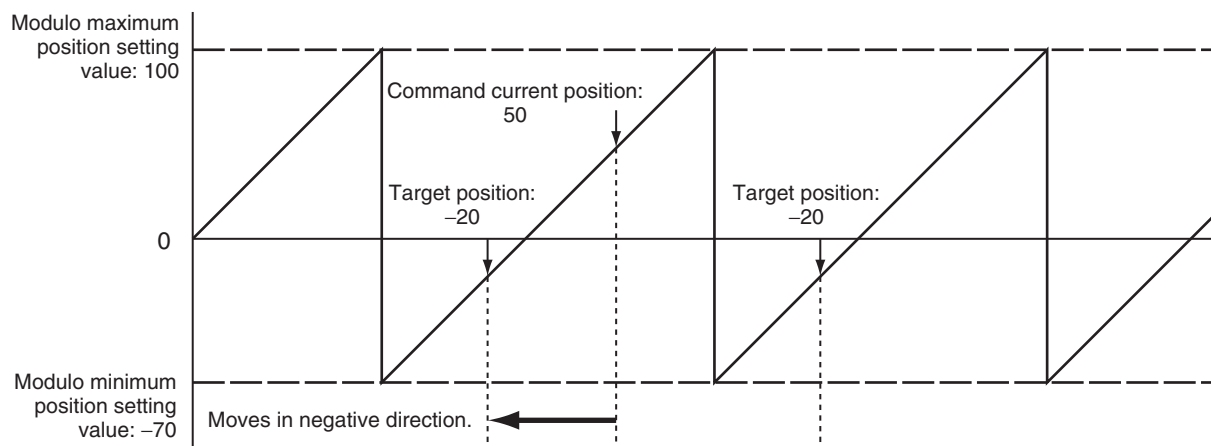 Modulo maximum
position setting
value: 100
Command current position:
50
Target position:
–20
Target position:
–20
0
Modulo minimum
position setting
value: –70
Moves in negative direction.